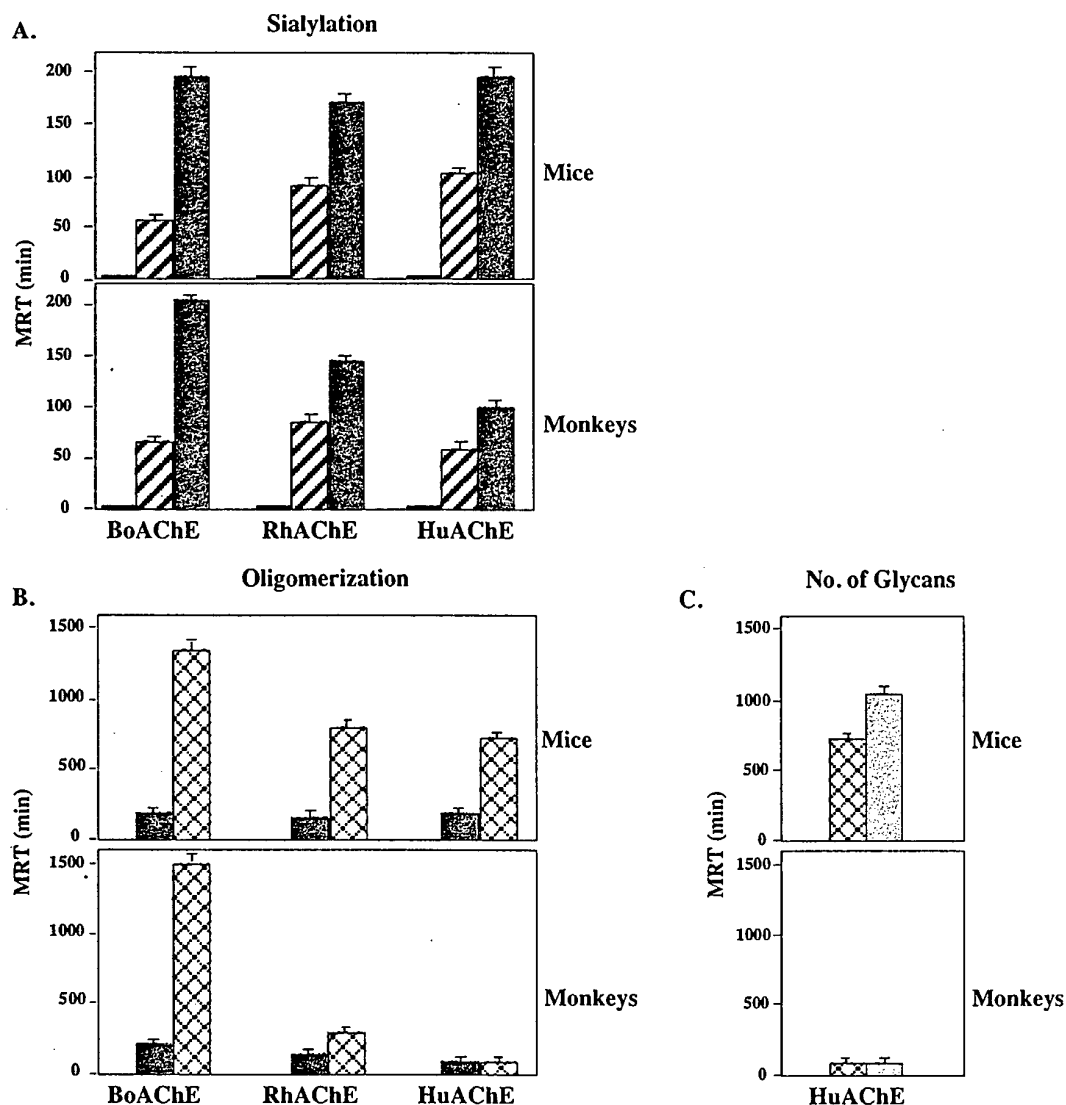 A.
Sialylation
MRT (min)
200
150
100
50
0
Mice
200
150
100
50
0
Monkeys
BoAChE RhAChE HuAChE
B.
Oligomerization
MRT (min)
1500
1000
500
0
Mice
1500
1000
500
0
Monkeys
BoAChE RhAChE HuAChE
C.
No. of Glycans
MRT (min)
1500
1000
500
0
Mice
1500
1000
500
0
Monkeys
HuAChE